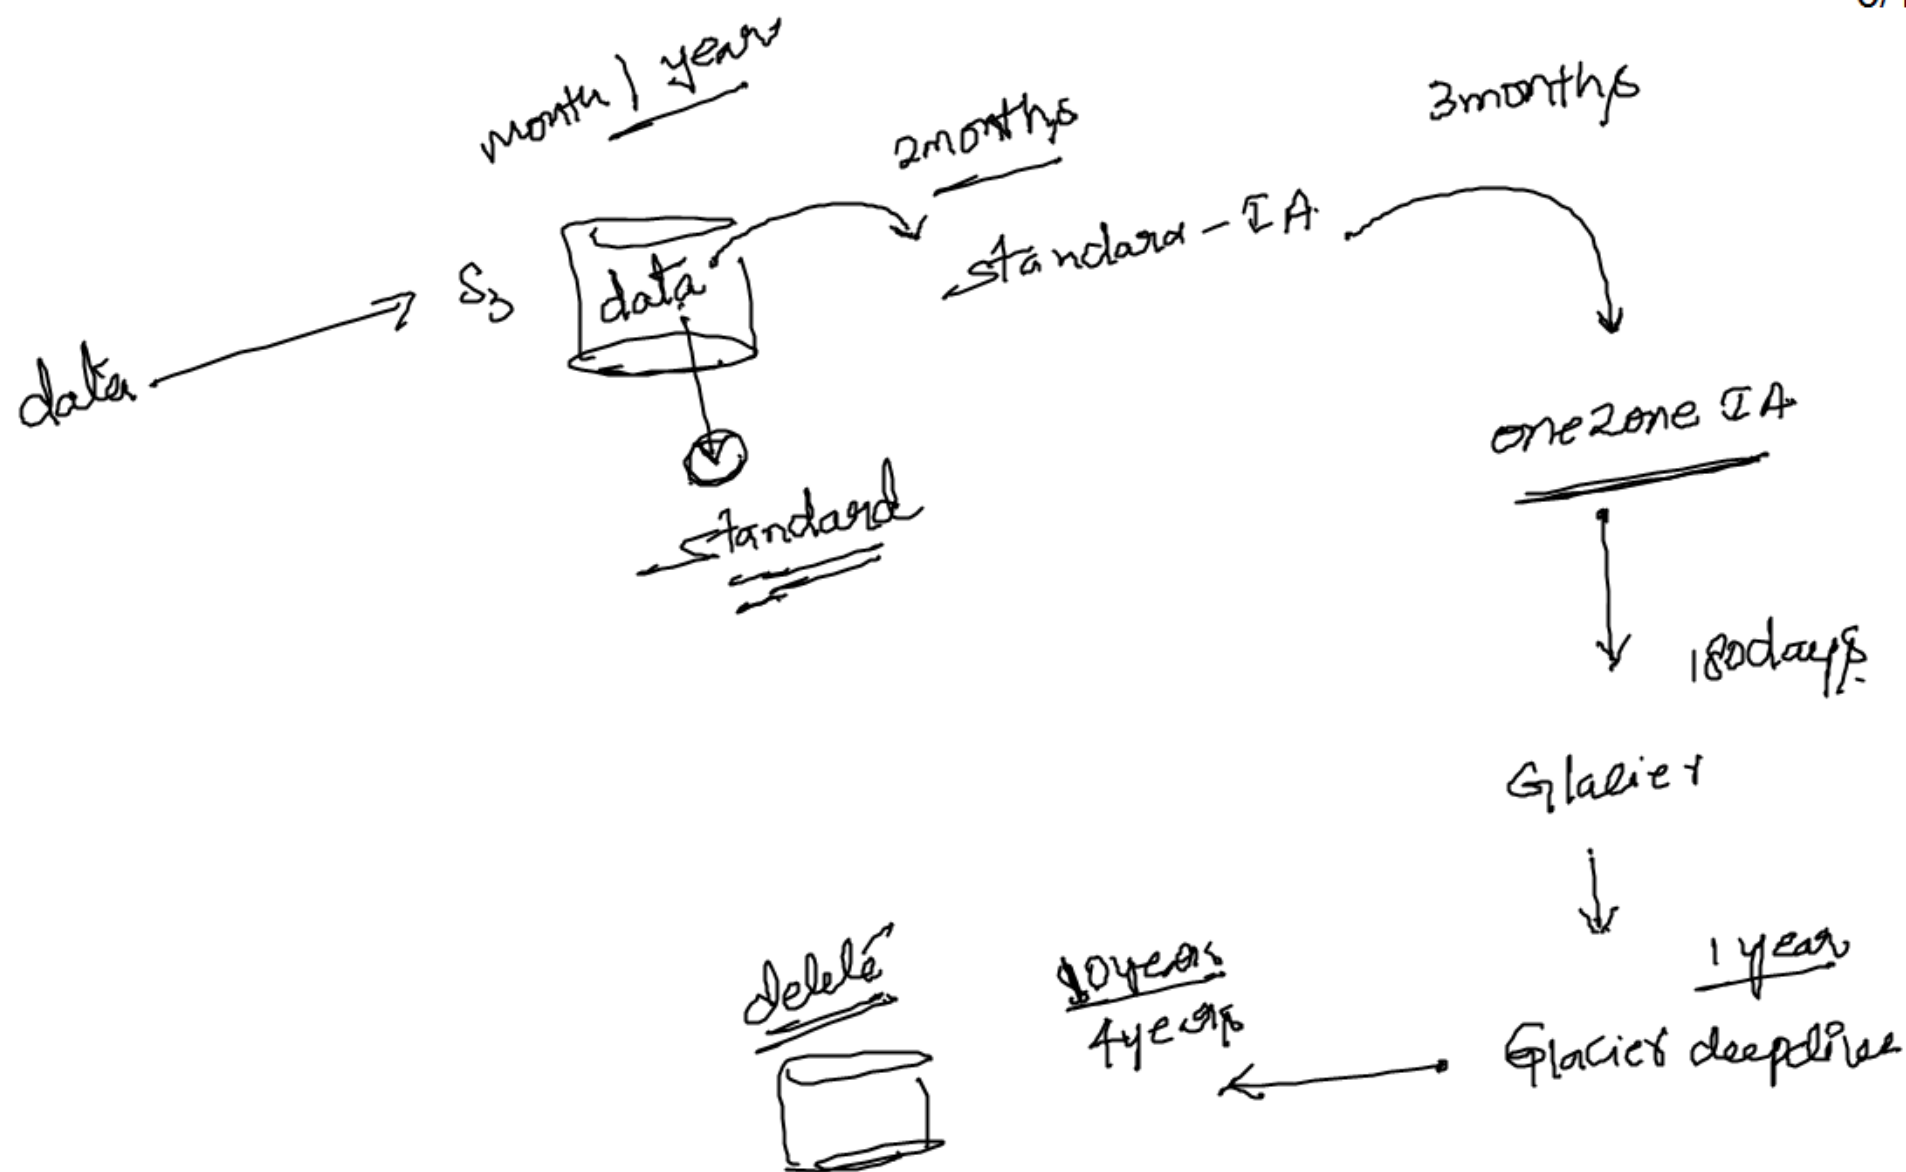 month / year
2months
3months
data
S3
data
standard - IA
onezone IA
standard
180days
Glacier
1 year
Glacier deepdive
10years
4years
delete